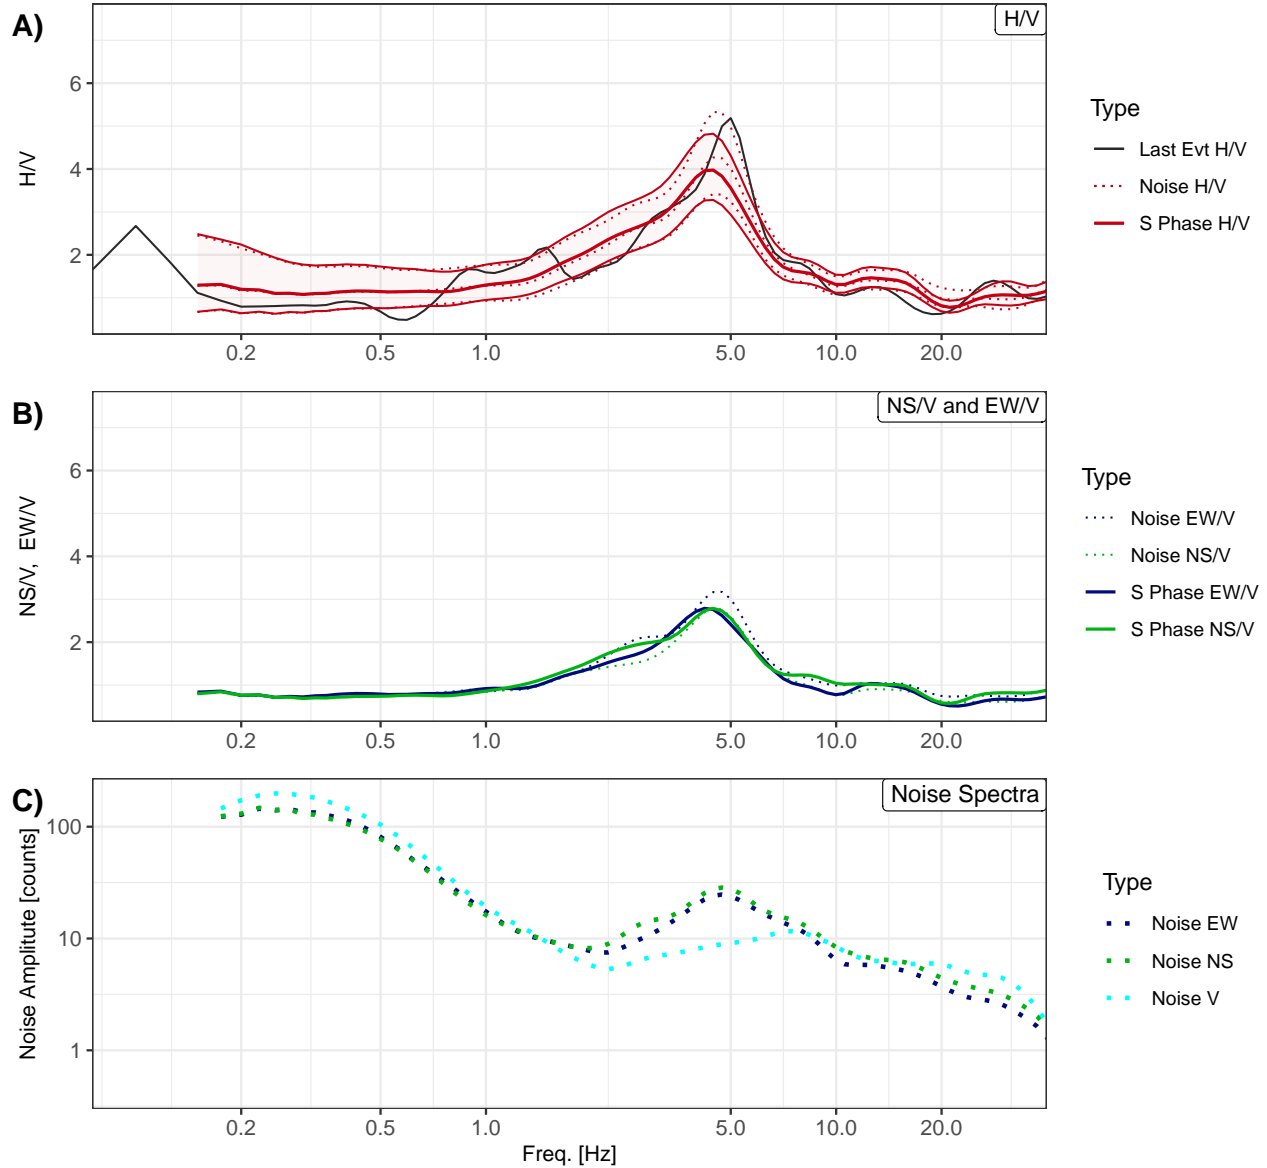 A)
H/V
6
4
2
H/V
0.2 0.5 1.0 5.0 10.0 20.0
Type
Last Evt H/V
Noise H/V
S Phase H/V
B)
NS/V and EW/V
6
4
2
NS/V, EW/V
0.2 0.5 1.0 5.0 10.0 20.0
Type
Noise EW/V
Noise NS/V
S Phase EW/V
S Phase NS/V
C)
Noise Spectra
100
10
1
Noise Amplitute [counts]
0.2 0.5 1.0 5.0 10.0 20.0
Freq. [Hz]
Type
Noise EW
Noise NS
Noise V